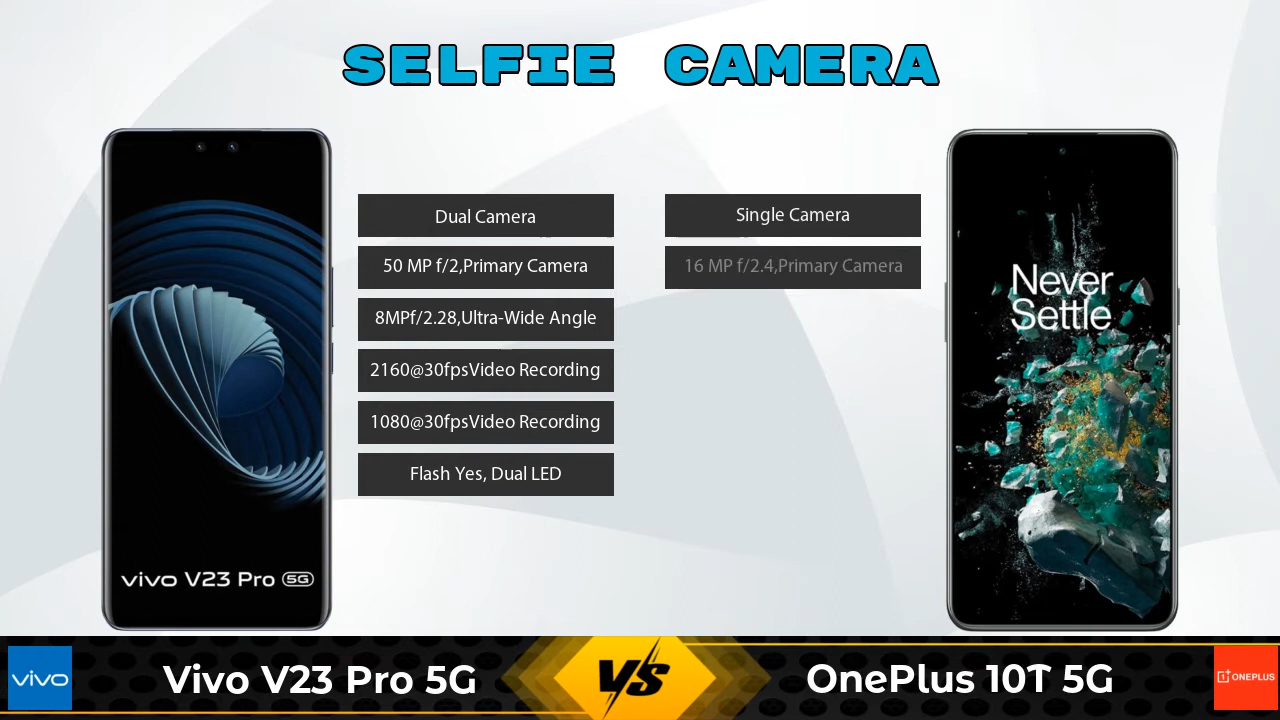 SELFIE CAMERA
Dual Camera
50 MP f/2,Primary Camera
8MPf/2.28,Ultra-Wide Angle
2160@30fpsVideo Recording
1080@30fpsVideo Recording
Flash Yes, Dual LED
Single Camera
16 MP f/2.4,Primary Camera
Never
Settle
vivo V23 Pro 5G
vivo
Vivo V23 Pro 5G
VS
OnePlus 10T 5G
1+ ONEPLUS